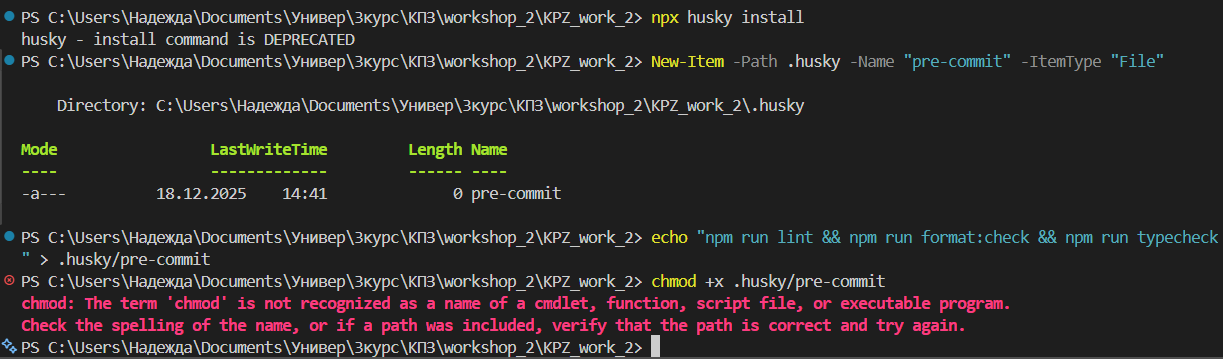 PS C:\Users\Надежда\Documents\Универ\3курс\КПЗ\workshop_2\KPZ_work_2> npx husky install
husky - install command is DEPRECATED
PS C:\Users\Надежда\Documents\Универ\3курс\КПЗ\workshop_2\KPZ_work_2> New-Item -Path .husky -Name "pre-commit" -ItemType "File"
Directory: C:\Users\Надежда\Documents\Универ\3курс\КПЗ\workshop_2\KPZ_work_2\.husky
Mode                 LastWriteTime         Length Name
----                 -------------         ------ ----
-a---          18.12.2025    14:41              0 pre-commit
PS C:\Users\Надежда\Documents\Универ\3курс\КПЗ\workshop_2\KPZ_work_2> echo "npm run lint && npm run format:check && npm run typecheck
" > .husky/pre-commit
PS C:\Users\Надежда\Documents\Универ\3курс\КПЗ\workshop_2\KPZ_work_2> chmod +x .husky/pre-commit
chmod: The term 'chmod' is not recognized as a name of a cmdlet, function, script file, or executable program.
Check the spelling of the name, or if a path was included, verify that the path is correct and try again.
PS C:\Users\Надежда\Documents\Универ\3курс\КПЗ\workshop_2\KPZ_work_2>